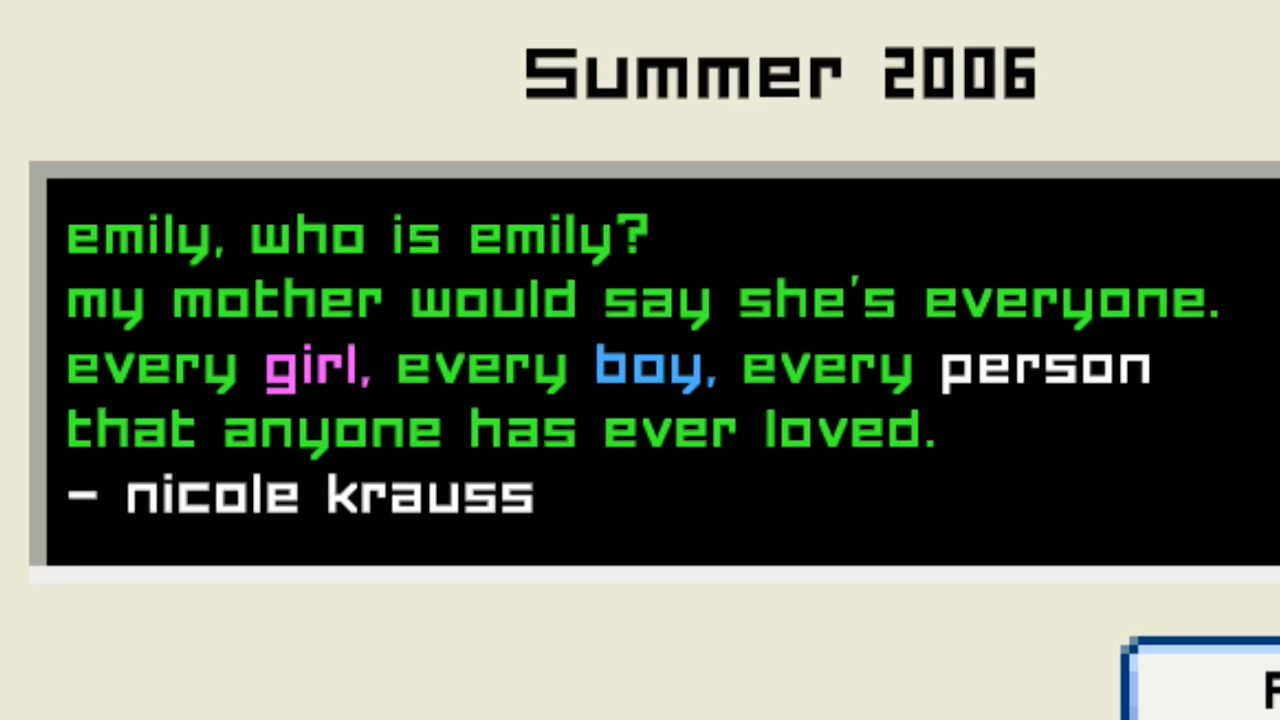 Summer 2006
emily, who is emily?
my mother would say she's everyone.
every girl, every boy, every person
that anyone has ever loved.
- nicole krauss